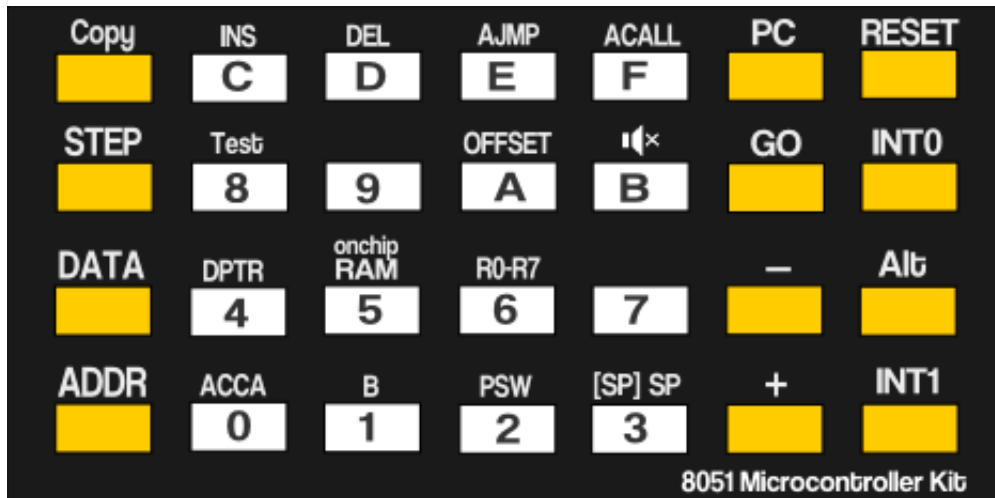 Copy INS DEL AJMP ACALL PC RESET
C D E F
STEP Test OFFSET GO INT0
8 9 A B
DATA DPTR onchip RAM R0-R7 – Alt
4 5 6 7
ADDR ACCA B PSW [SP] SP + INT1
0 1 2 3
8051 Microcontroller Kit